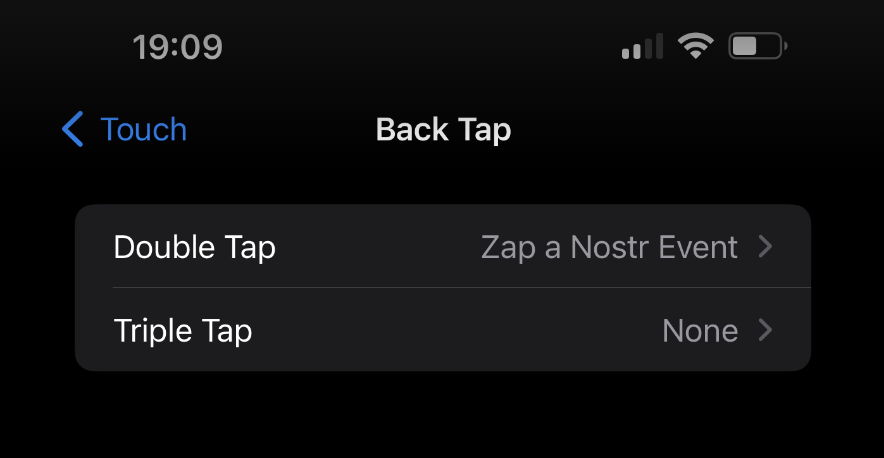 19:09
Touch
Back Tap
Double Tap
Zap a Nostr Event
Triple Tap
None